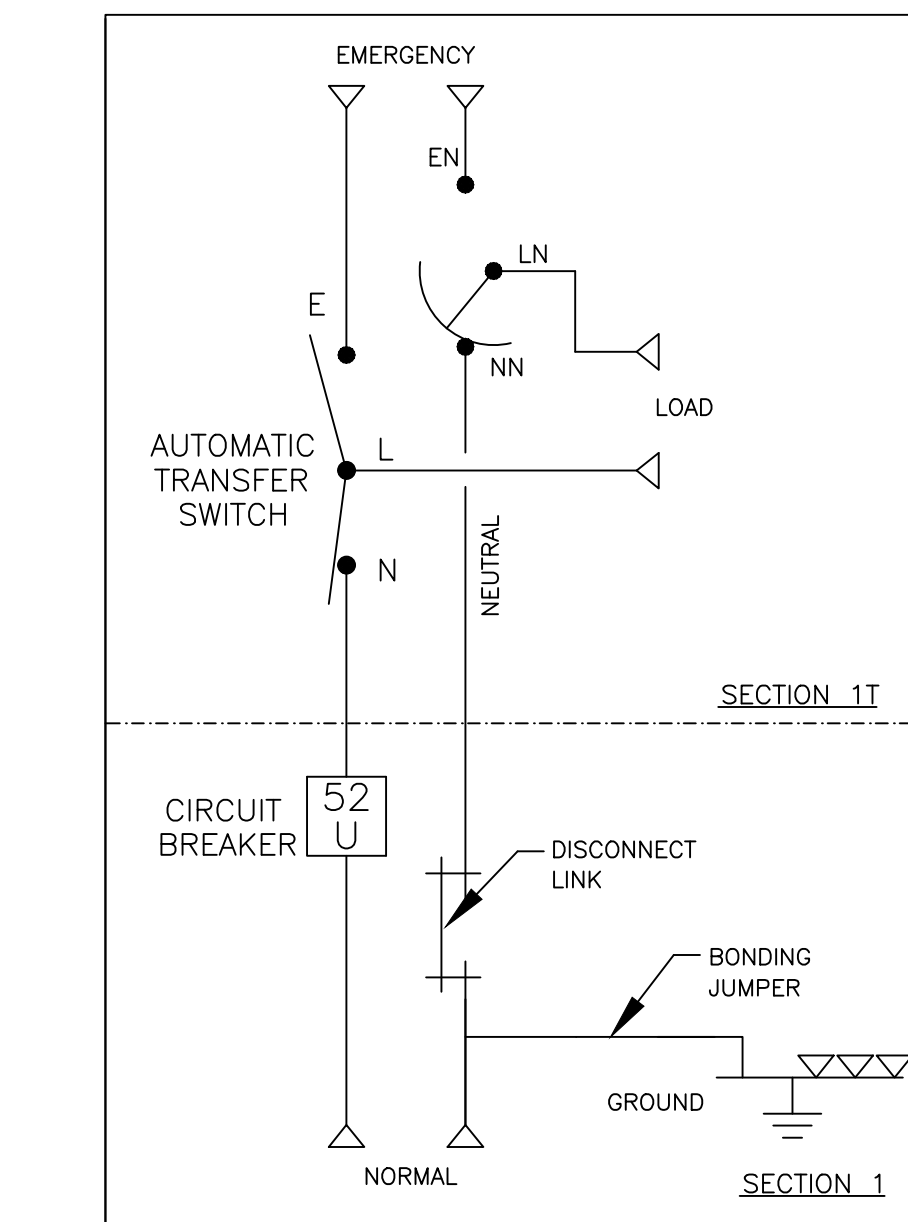 EMERGENCY
EN
LN
E
NN
LOAD
AUTOMATIC
TRANSFER
SWITCH
L
N
NEUTRAL
SECTION 1T
CIRCUIT
BREAKER
52
U
DISCONNECT
LINK
BONDING
JUMPER
GROUND
NORMAL
SECTION 1